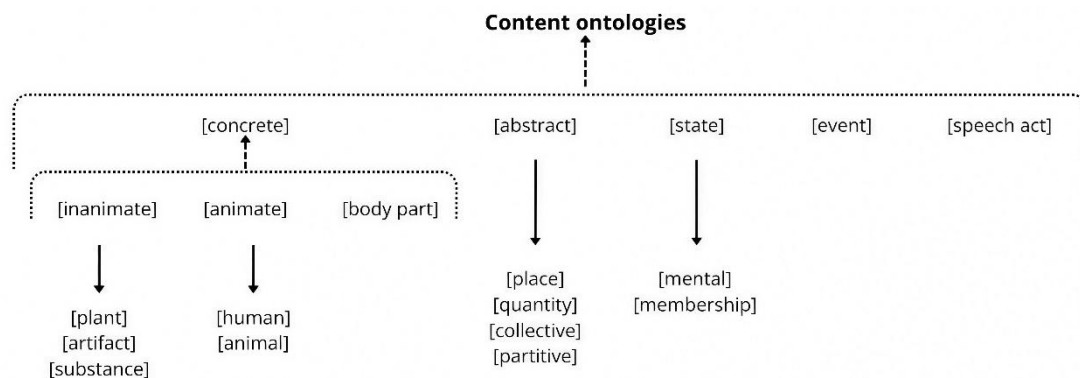 Content ontologies
[concrete] [abstract] [state] [event] [speech act]
[inanimate] [animate] [body part]
[place] [mental]
[quantity] [membership]
[plant] [human] [collective]
[artifact] [animal] [partitive]
[substance]